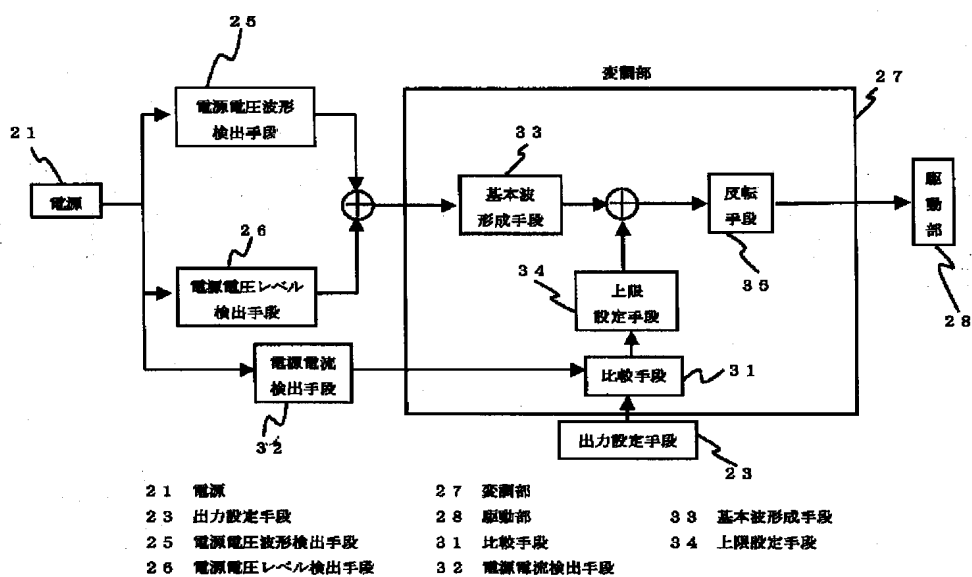 ２５
変調部
２７
電源電圧波形
検出手段
２１
３３
電源
基本波
形成手段
反転
手段
駆動部
２６
３４
３５
電源電圧レベル
検出手段
上限
設定手段
２８
電源電流
検出手段
比較手段
３１
３２
出力設定手段
２３
２１ 電源
２７ 変調部
２３ 出力設定手段
２８ 駆動部
３３ 基本波形成手段
２５ 電源電圧波形検出手段
３１ 比較手段
３４ 上限設定手段
２６ 電源電圧レベル検出手段
３２ 電源電流検出手段